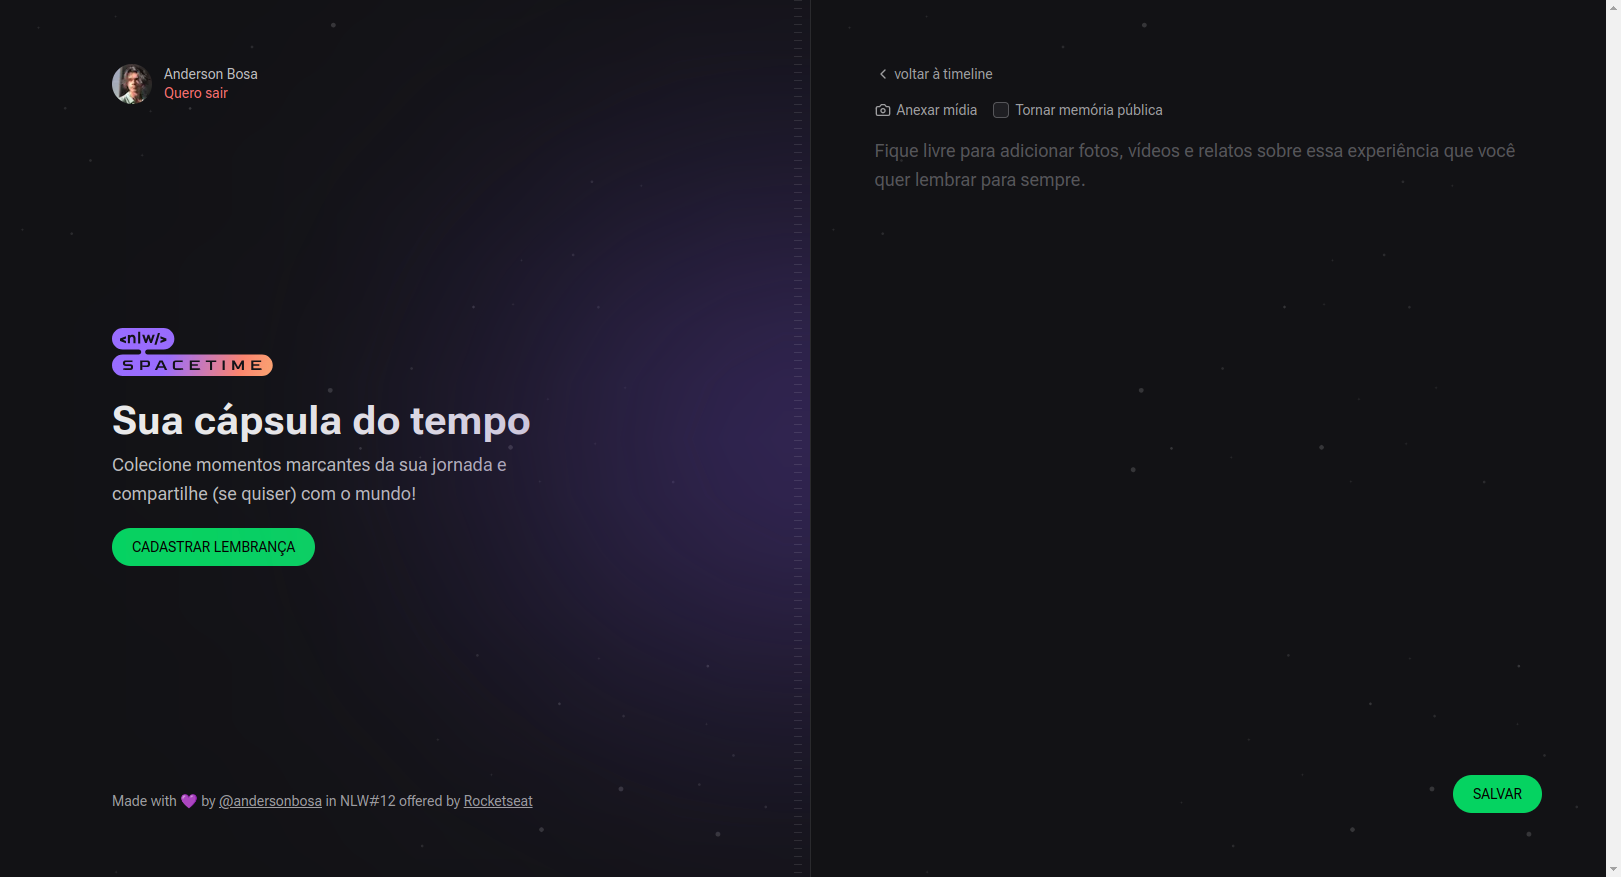 Anderson Bosa
Quero sair
<nlw/>
SPACETIME
Sua cápsula do tempo
Colecione momentos marcantes da sua jornada e
compartilhe (se quiser) com o mundo!
CADASTRAR LEMBRANÇA
Made with 💜 by @andersonbosa in NLW#12 offered by Rocketseat
voltar à timeline
Anexar mídia
Tornar memória pública
Fique livre para adicionar fotos, vídeos e relatos sobre essa experiência que você
quer lembrar para sempre.
SALVAR